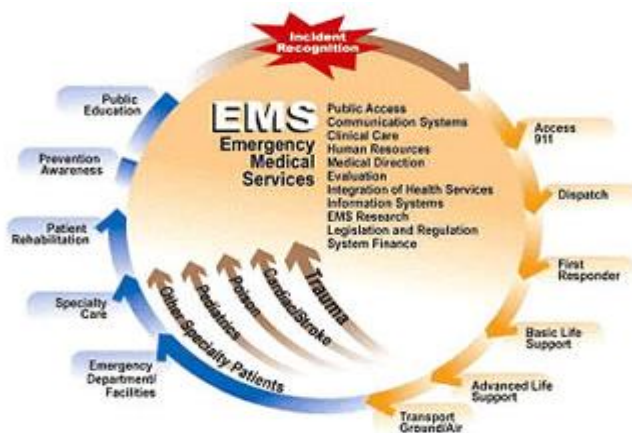 Incident
Recognition
EMS
Emergency
Medical
Services
Public Access
Communication Systems
Clinical Care
Human Resources
Medical Direction
Evaluation
Integration of Health Services
Information Systems
EMS Research
Legislation and Regulation
System Finance
Access
911
Dispatch
First
Responder
Basic Life
Support
Advanced Life
Support
Transport
Ground/Air
Emergency
Department/
Facilities
Specialty
Care
Patient
Rehabilitation
Prevention
Awareness
Public
Education
Other Specialty Patients
Pediatrics
Poison
Cardiac/Stroke
Trauma